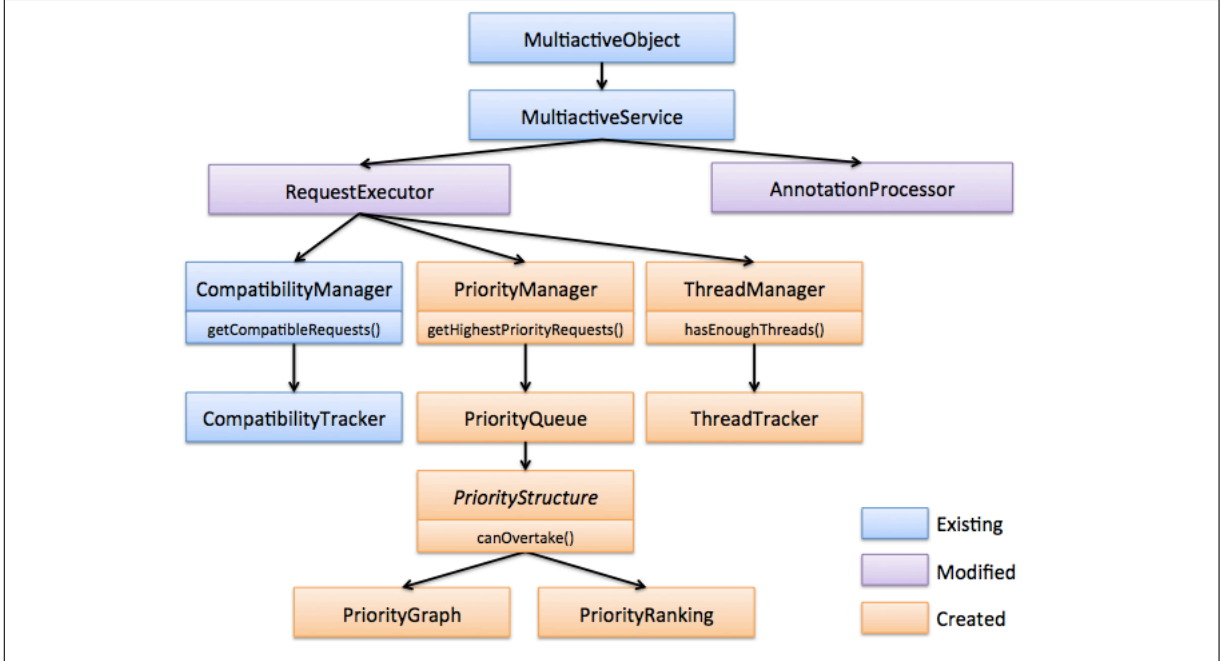 MultiactiveObject
MultiactiveService
RequestExecutor
AnnotationProcessor
CompatibilityManager
getCompatibleRequests()
PriorityManager
getHighestPriorityRequests()
ThreadManager
hasEnoughThreads()
CompatibilityTracker
PriorityQueue
ThreadTracker
PriorityStructure
canOvertake()
PriorityGraph
PriorityRanking
Existing
Modified
Created